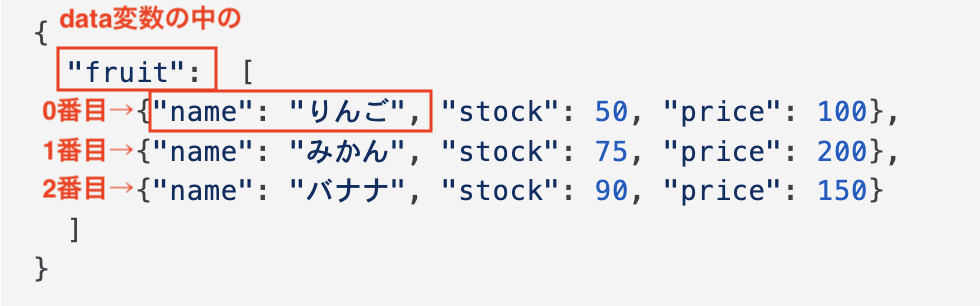 { data変数の中の
"fruit": [
0番目→{"name": "りんご", "stock": 50, "price": 100},
1番目→{"name": "みかん", "stock": 75, "price": 200},
2番目→{"name": "バナナ", "stock": 90, "price": 150}
]
}